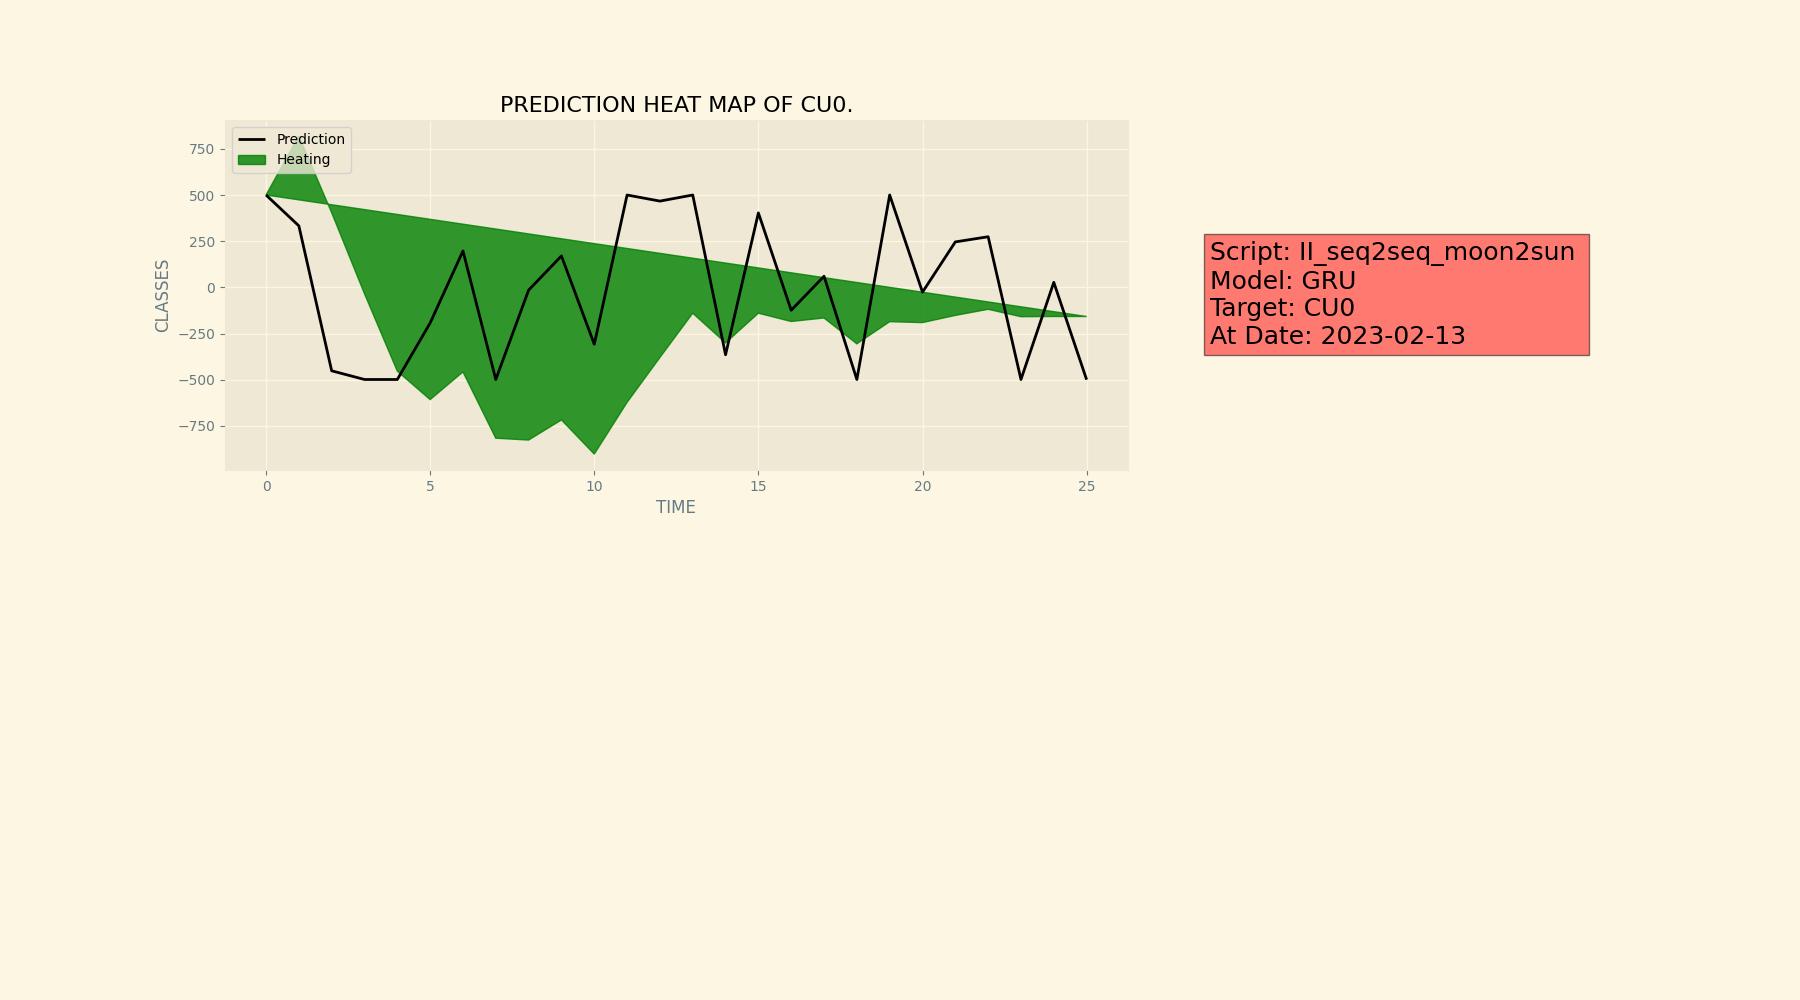 PREDICTION HEAT MAP OF CU0.
Prediction
Heating
750
500
250
0
−250
−500
−750
CLASSES
0 5 10 15 20 25
TIME
Script: II_seq2seq_moon2sun
Model: GRU
Target: CU0
At Date: 2023-02-13